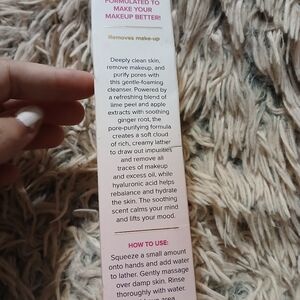 FORMULATED TO
MAKE YOUR
MAKEUP BETTER!
Removes make-up
Deeply clean skin,
remove makeup, and
purify pores with
this gentle-foaming
cleanser. Powered by
a refreshing blend of
lime peel and apple
extracts with soothing
ginger root, the
pore-purifying formula
creates a soft cloud
of rich, creamy lather
to draw out impurities
and remove all
traces of makeup
and excess oil, while
hyaluronic acid helps
rebalance and hydrate
the skin. The soothing
scent calms your mind
and lifts your mood.
HOW TO USE:
Squeeze a small amount
onto hands and add water
to lather. Gently massage
over damp skin. Rinse
thoroughly with water.
area